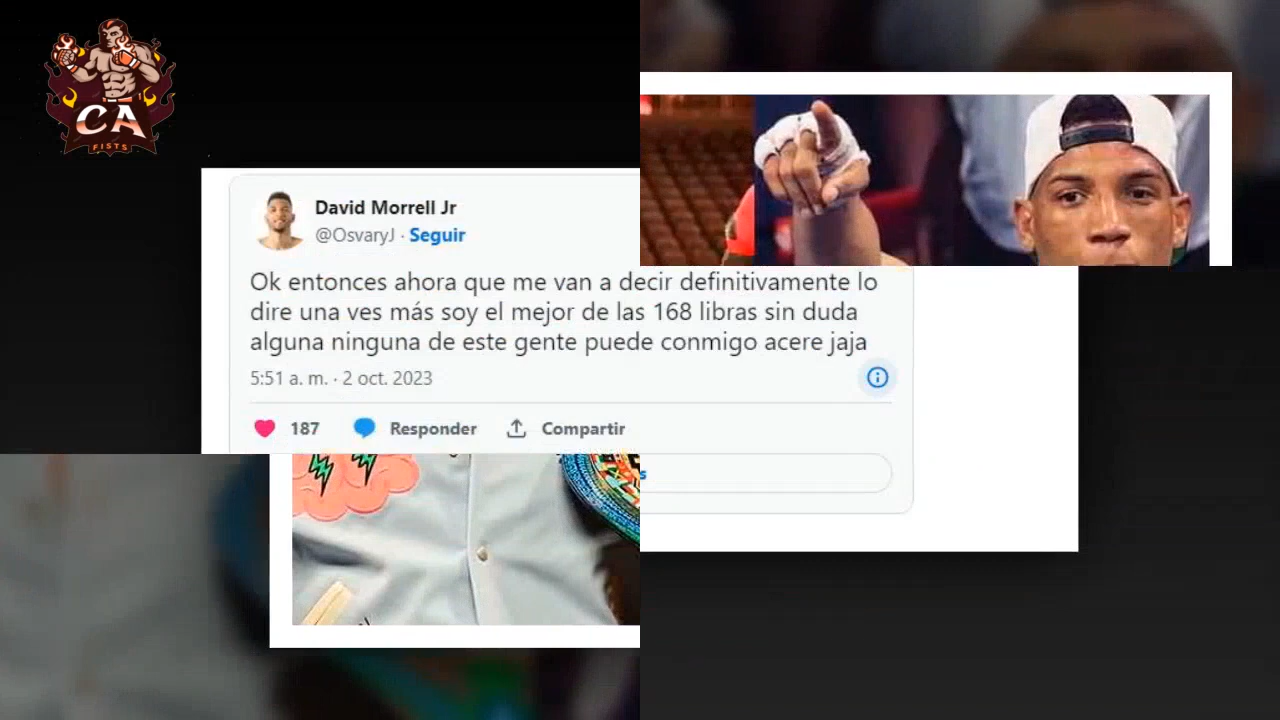 CA
FISTS
David Morrell Jr
@OsvaryJ · Seguir
Ok entonces ahora que me van a decir definitivamente lo
dire una ves más soy el mejor de las 168 libras sin duda
alguna ninguna de este gente puede conmigo acere jaja
5:51 a. m. · 2 oct. 2023
187 Responder Compartir
s